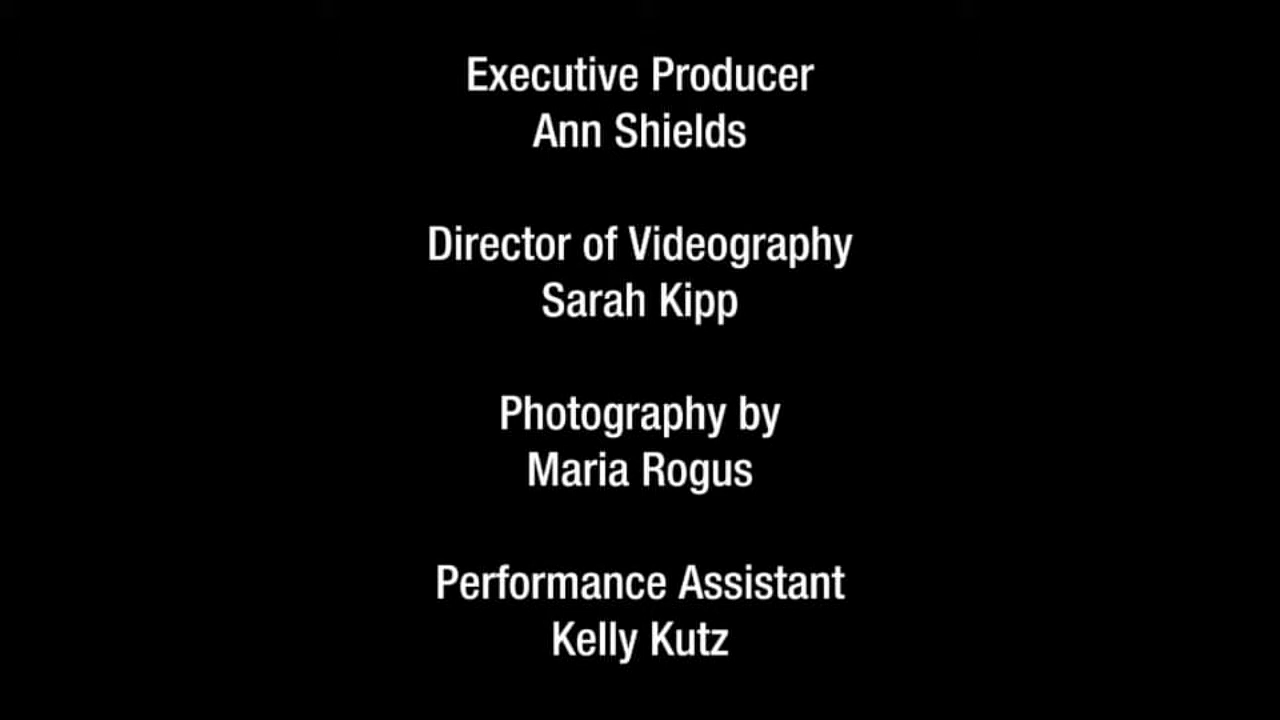 Executive Producer
Ann Shields
Director of Videography
Sarah Kipp
Photography by
Maria Rogus
Performance Assistant
Kelly Kutz